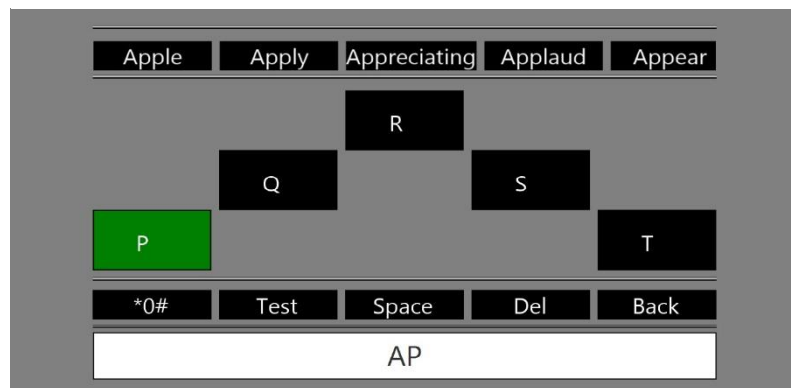 Apple Apply Appreciating Applaud Appear
R
Q S
P T
*0# Test Space Del Back
AP